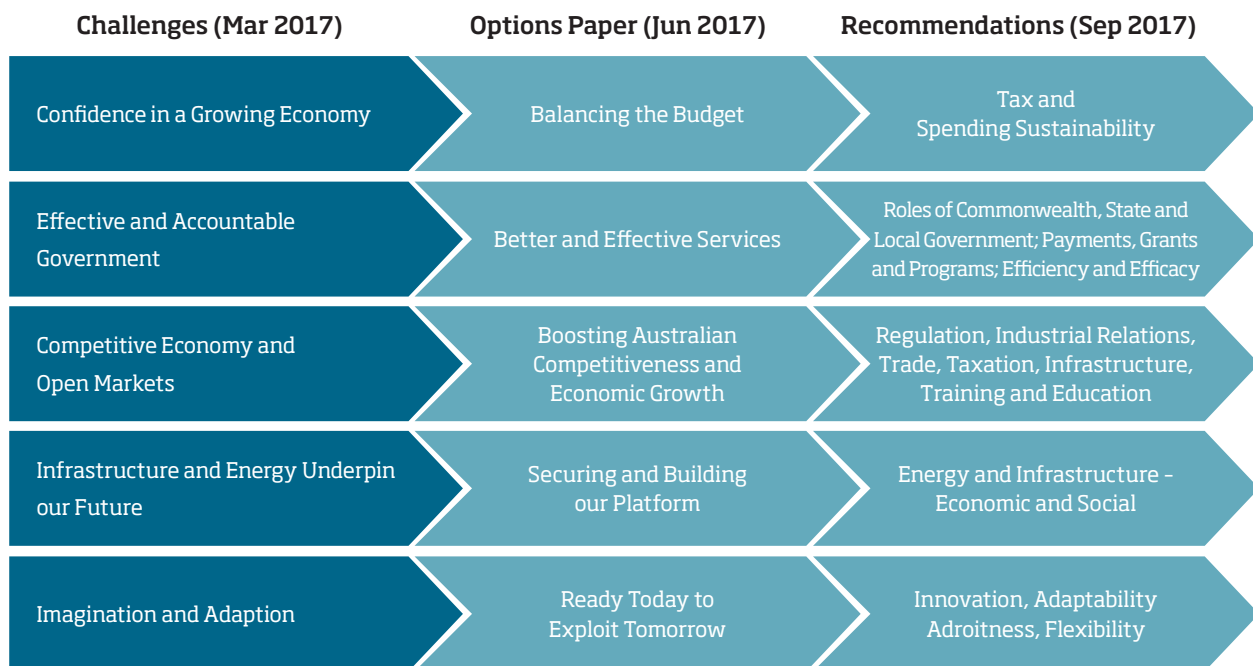 Challenges (Mar 2017)
Options Paper (Jun 2017)
Recommendations (Sep 2017)
Confidence in a Growing Economy
Balancing the Budget
Tax and
Spending Sustainability
Effective and Accountable
Government
Better and Effective Services
Roles of Commonwealth, State and
Local Government; Payments, Grants
and Programs; Efficiency and Efficacy
Competitive Economy and
Open Markets
Boosting Australian
Competitiveness and
Economic Growth
Regulation, Industrial Relations,
Trade, Taxation, Infrastructure,
Training and Education
Infrastructure and Energy Underpin
our Future
Securing and Building
our Platform
Energy and Infrastructure –
Economic and Social
Imagination and Adaption
Ready Today to
Exploit Tomorrow
Innovation, Adaptability
Adroitness, Flexibility